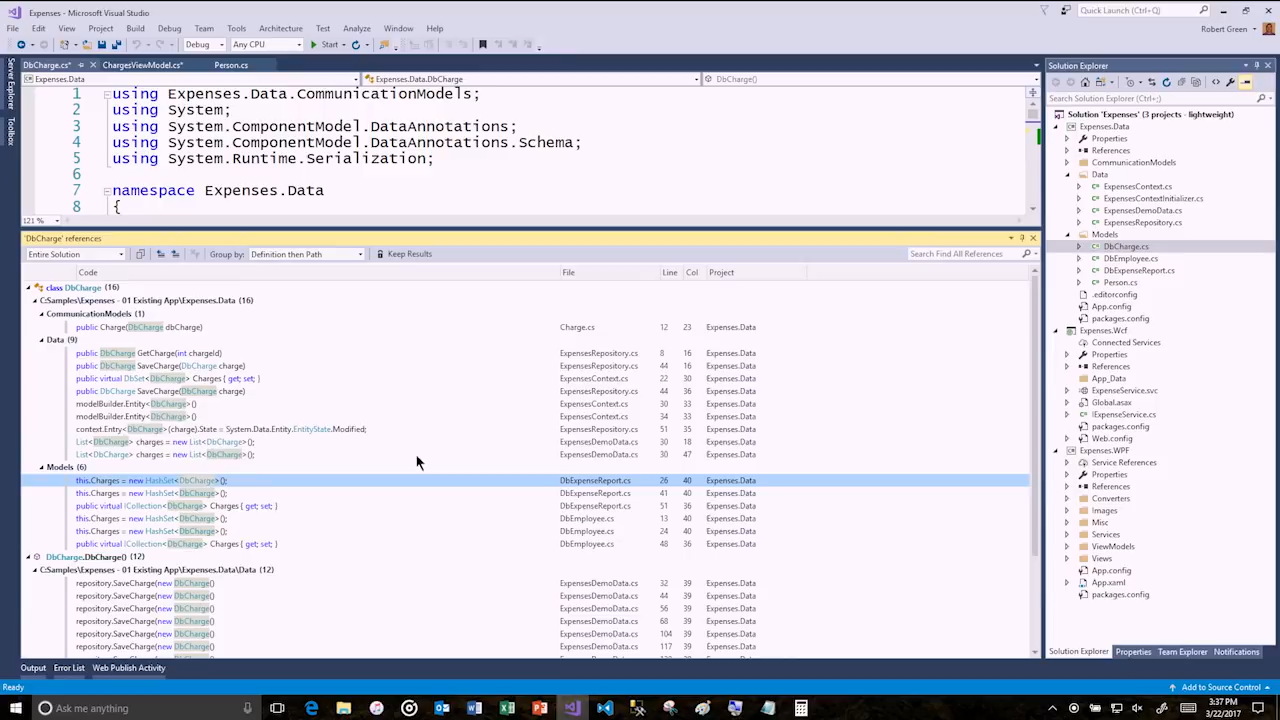 Expenses - Microsoft Visual Studio
Quick Launch (Ctrl+Q)
File Edit View Project Build Debug Team Tools Architecture Test Analyze Window Help
Robert Green
Debug Any CPU Start
DbCharge.cs* ChargesViewModel.cs* Person.cs
Expenses.Data Expenses.Data.DbCharge DbCharge()
Server Explorer
Toolbox
1 using Expenses.Data.CommunicationModels;
2 using System;
3 using System.ComponentModel.DataAnnotations;
4 using System.ComponentModel.DataAnnotations.Schema;
5 using System.Runtime.Serialization;
6
7 namespace Expenses.Data
8 {
121 %
'DbCharge' references
Entire Solution Group by: Definition then Path Keep Results Search Find All References
Code File Line Col Project
class DbCharge (16)
C:\Samples\Expenses - 01 Existing App\Expenses.Data (16)
CommunicationModels (1)
public Charge(DbCharge dbCharge) Charge.cs 12 23 Expenses.Data
Data (9)
public DbCharge GetCharge(int chargeId) ExpensesRepository.cs 8 16 Expenses.Data
public DbCharge SaveCharge(DbCharge charge) ExpensesRepository.cs 44 16 Expenses.Data
public virtual DbSet<DbCharge> Charges { get; set; } ExpensesContext.cs 22 30 Expenses.Data
public DbCharge SaveCharge(DbCharge charge) ExpensesRepository.cs 44 36 Expenses.Data
modelBuilder.Entity<DbCharge>() ExpensesContext.cs 30 33 Expenses.Data
modelBuilder.Entity<DbCharge>() ExpensesContext.cs 34 33 Expenses.Data
context.Entry<DbCharge>(charge).State = System.Data.Entity.EntityState.Modified; ExpensesRepository.cs 51 35 Expenses.Data
List<DbCharge> charges = new List<DbCharge>(); ExpensesDemoData.cs 30 18 Expenses.Data
List<DbCharge> charges = new List<DbCharge>(); ExpensesDemoData.cs 30 47 Expenses.Data
Models (6)
this.Charges = new HashSet<DbCharge>(); DbExpenseReport.cs 26 40 Expenses.Data
this.Charges = new HashSet<DbCharge>(); DbExpenseReport.cs 41 40 Expenses.Data
public virtual ICollection<DbCharge> Charges { get; set; } DbExpenseReport.cs 51 36 Expenses.Data
this.Charges = new HashSet<DbCharge>(); DbEmployee.cs 13 40 Expenses.Data
this.Charges = new HashSet<DbCharge>(); DbEmployee.cs 24 40 Expenses.Data
public virtual ICollection<DbCharge> Charges { get; set; } DbEmployee.cs 48 36 Expenses.Data
DbCharge.DbCharge() (12)
C:\Samples\Expenses - 01 Existing App\Expenses.Data\Data (12)
repository.SaveCharge(new DbCharge() ExpensesDemoData.cs 32 39 Expenses.Data
repository.SaveCharge(new DbCharge() ExpensesDemoData.cs 44 39 Expenses.Data
repository.SaveCharge(new DbCharge() ExpensesDemoData.cs 56 39 Expenses.Data
repository.SaveCharge(new DbCharge() ExpensesDemoData.cs 68 39 Expenses.Data
repository.SaveCharge(new DbCharge() ExpensesDemoData.cs 104 39 Expenses.Data
repository.SaveCharge(new DbCharge() ExpensesDemoData.cs 117 39 Expenses.Data
Output Error List Web Publish Activity
Solution Explorer
Search Solution Explorer (Ctrl+;)
Solution 'Expenses' (3 projects - lightweight)
Expenses.Data
Properties
References
CommunicationModels
Data
ExpensesContext.cs
ExpensesContextInitializer.cs
ExpensesDemoData.cs
ExpensesRepository.cs
Models
DbCharge.cs
DbEmployee.cs
DbExpenseReport.cs
Person.cs
.editorconfig
App.config
packages.config
Expenses.Wcf
Connected Services
Properties
References
App_Data
ExpenseService.svc
Global.asax
IExpenseService.cs
packages.config
Web.config
Expenses.WPF
Service References
Properties
References
Converters
Images
Misc
Services
ViewModels
Views
App.config
App.xaml
packages.config
Solution Explorer Properties Team Explorer Notifications
Ready Add to Source Control
Ask me anything
3:37 PM
3/22/2017